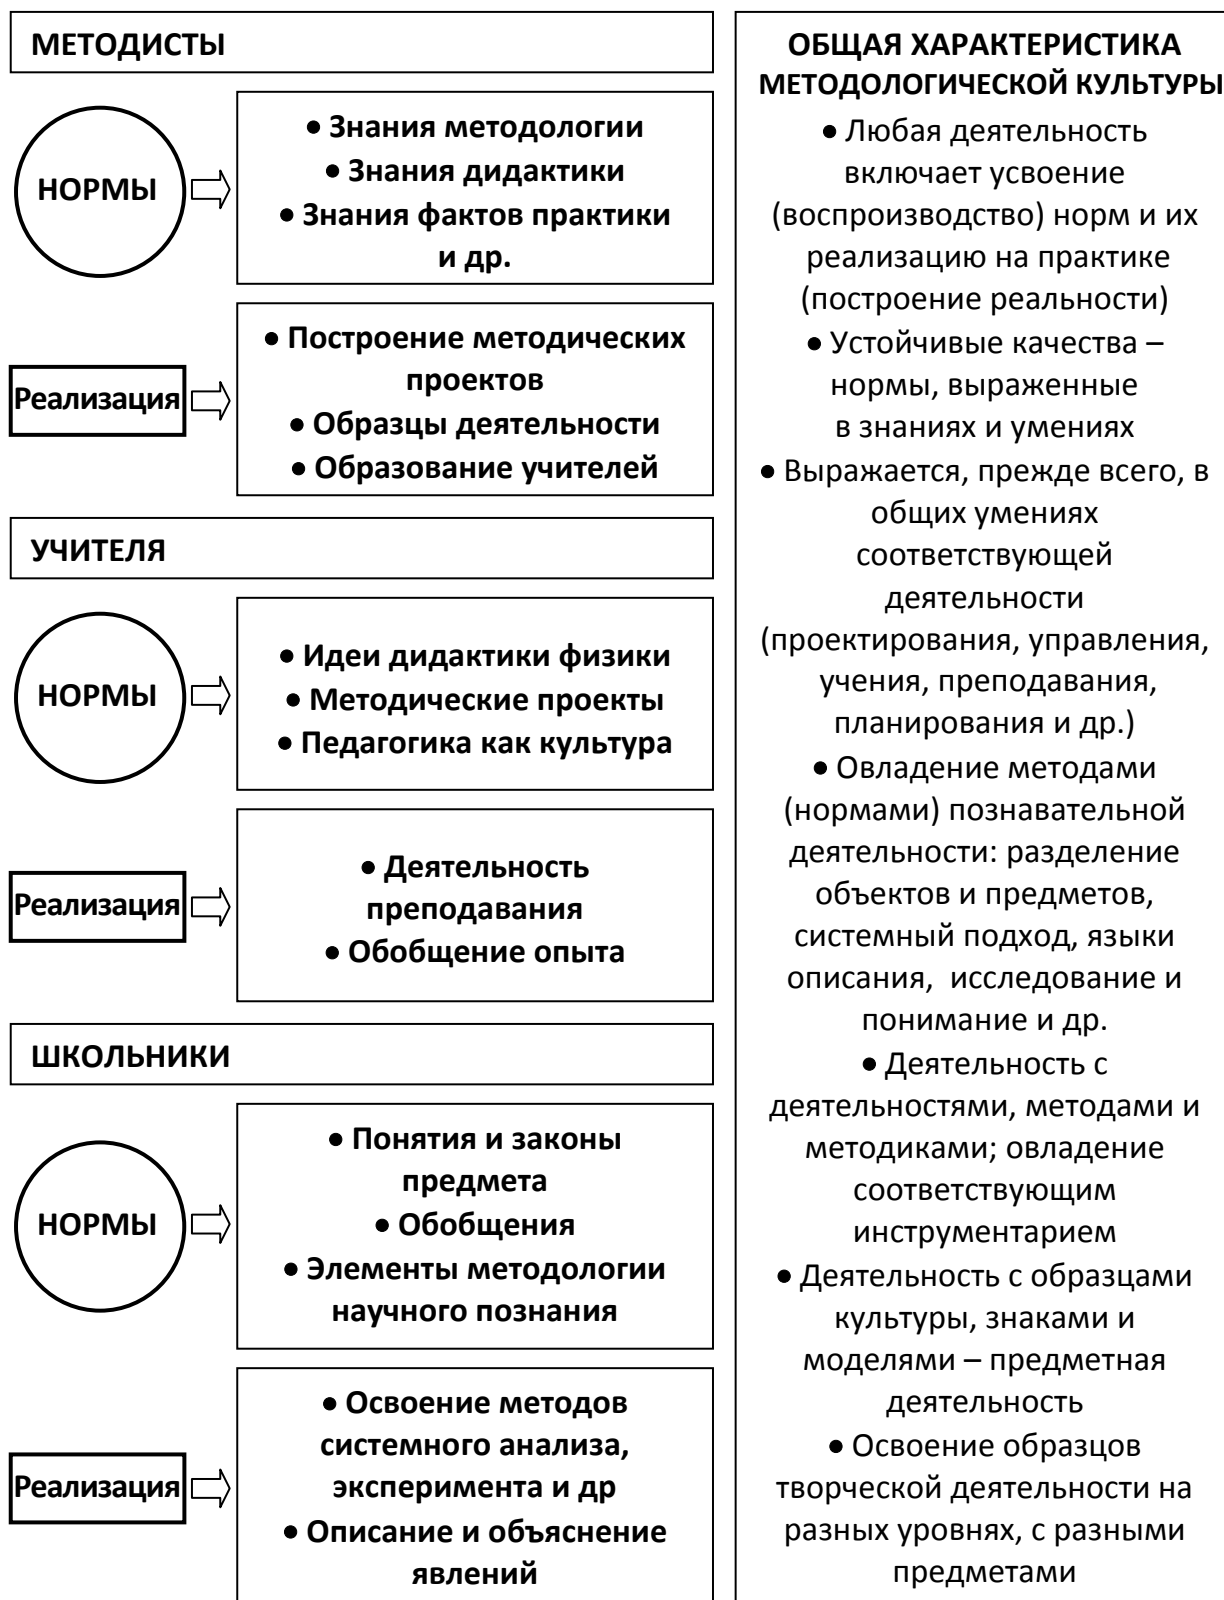 МЕТОДИСТЫ
НОРМЫ
• Знания методологии
• Знания дидактики
• Знания фактов практики
и др.
Реализация
• Построение методических
проектов
• Образцы деятельности
• Образование учителей
УЧИТЕЛЯ
НОРМЫ
• Идеи дидактики физики
• Методические проекты
• Педагогика как культура
Реализация
• Деятельность
преподавания
• Обобщение опыта
ШКОЛЬНИКИ
НОРМЫ
• Понятия и законы
предмета
• Обобщения
• Элементы методологии
научного познания
Реализация
• Освоение методов
системного анализа,
эксперимента и др
• Описание и объяснение
явлений
ОБЩАЯ ХАРАКТЕРИСТИКА
МЕТОДОЛОГИЧЕСКОЙ КУЛЬТУРЫ
• Любая деятельность
включает усвоение
(воспроизводство) норм и их
реализацию на практике
(построение реальности)
• Устойчивые качества –
нормы, выраженные
в знаниях и умениях
• Выражается, прежде всего, в
общих умениях
соответствующей
деятельности
(проектирования, управления,
учения, преподавания,
планирования и др.)
• Овладение методами
(нормами) познавательной
деятельности: разделение
объектов и предметов,
системный подход, языки
описания, исследование и
понимание и др.
• Деятельность с
деятельностями, методами и
методиками; овладение
соответствующим
инструментарием
• Деятельность с образцами
культуры, знаками и
моделями – предметная
деятельность
• Освоение образцов
творческой деятельности на
разных уровнях, с разными
предметами